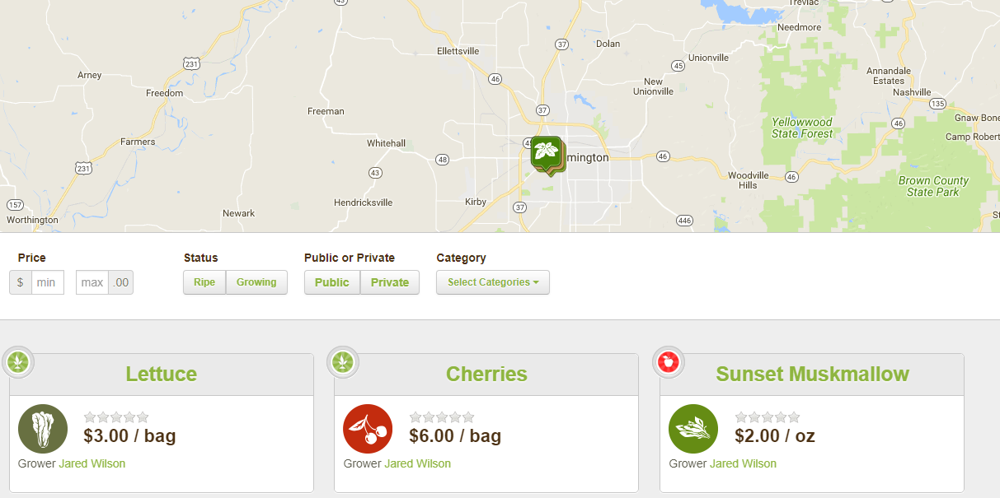 43
Treviac
Needmore
37
Dolan
Ellettsville
231
45
Unionville
Arney
46
New
Unionville
Annandale
Estates
Freedom
Nashville
135
37
Freeman
46
Gnaw Bone
Yellowwood
State Forest
Camp Robert
Farmers
Whitehall
45
mington
48
46
231
43
Woodville
Hills
46
Brown County
State Park
157
Hendricksville
Kirby
37
Newark
Worthington
446
St
Price
Status
Public or Private
Category
$ min
max .00
Ripe
Growing
Public
Private
Select Categories
Lettuce
$3.00 / bag
Grower Jared Wilson
Cherries
$6.00 / bag
Grower Jared Wilson
Sunset Muskmallow
$2.00 / oz
Grower Jared Wilson